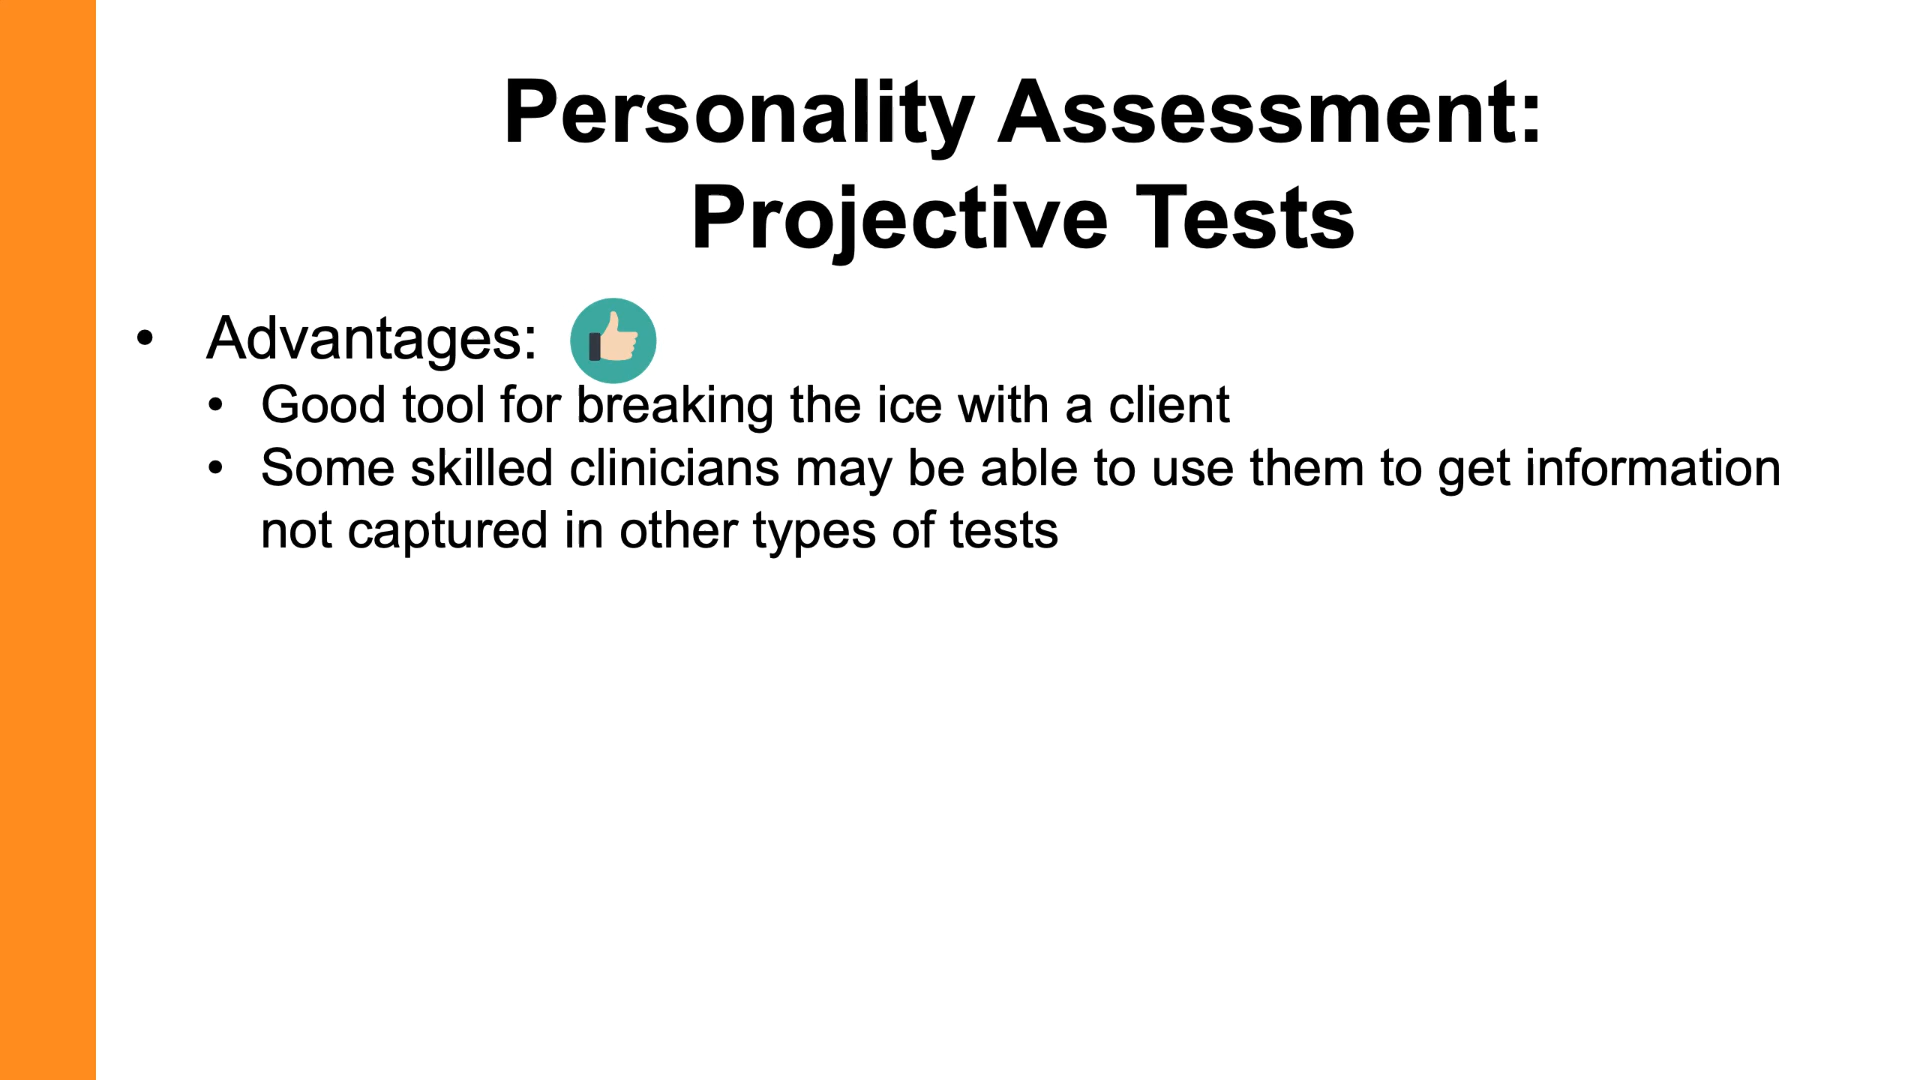 Personality Assessment:
Projective Tests
• Advantages:
• Good tool for breaking the ice with a client
• Some skilled clinicians may be able to use them to get information
not captured in other types of tests